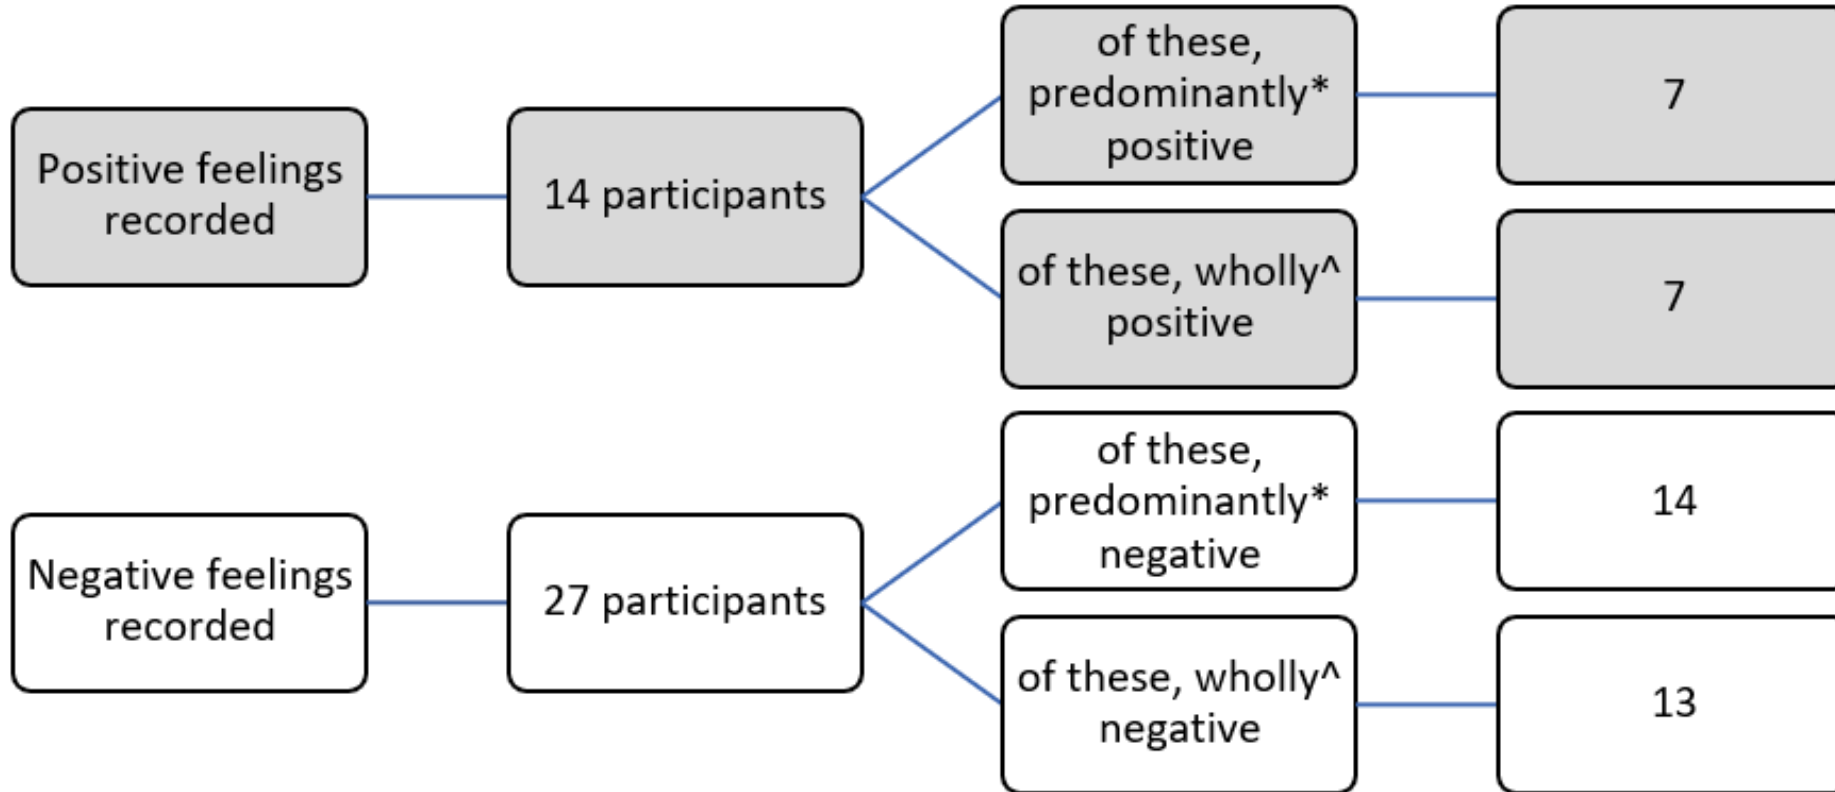 Positive feelings
recorded
14 participants
of these,
predominantly*
positive
7
of these, wholly^
positive
7
Negative feelings
recorded
27 participants
of these,
predominantly*
negative
14
of these, wholly^
negative
13